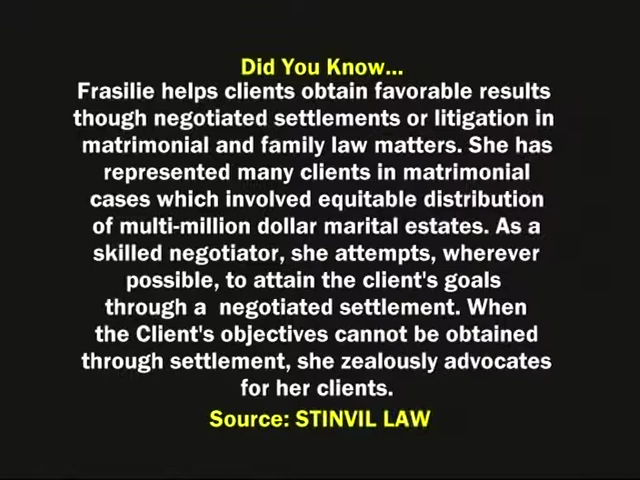 Did You Know...
Frasilie helps clients obtain favorable results
though negotiated settlements or litigation in
matrimonial and family law matters. She has
represented many clients in matrimonial
cases which involved equitable distribution
of multi-million dollar marital estates. As a
skilled negotiator, she attempts, wherever
possible, to attain the client's goals
through a  negotiated settlement. When
the Client's objectives cannot be obtained
through settlement, she zealously advocates
for her clients.
Source: STINVIL LAW